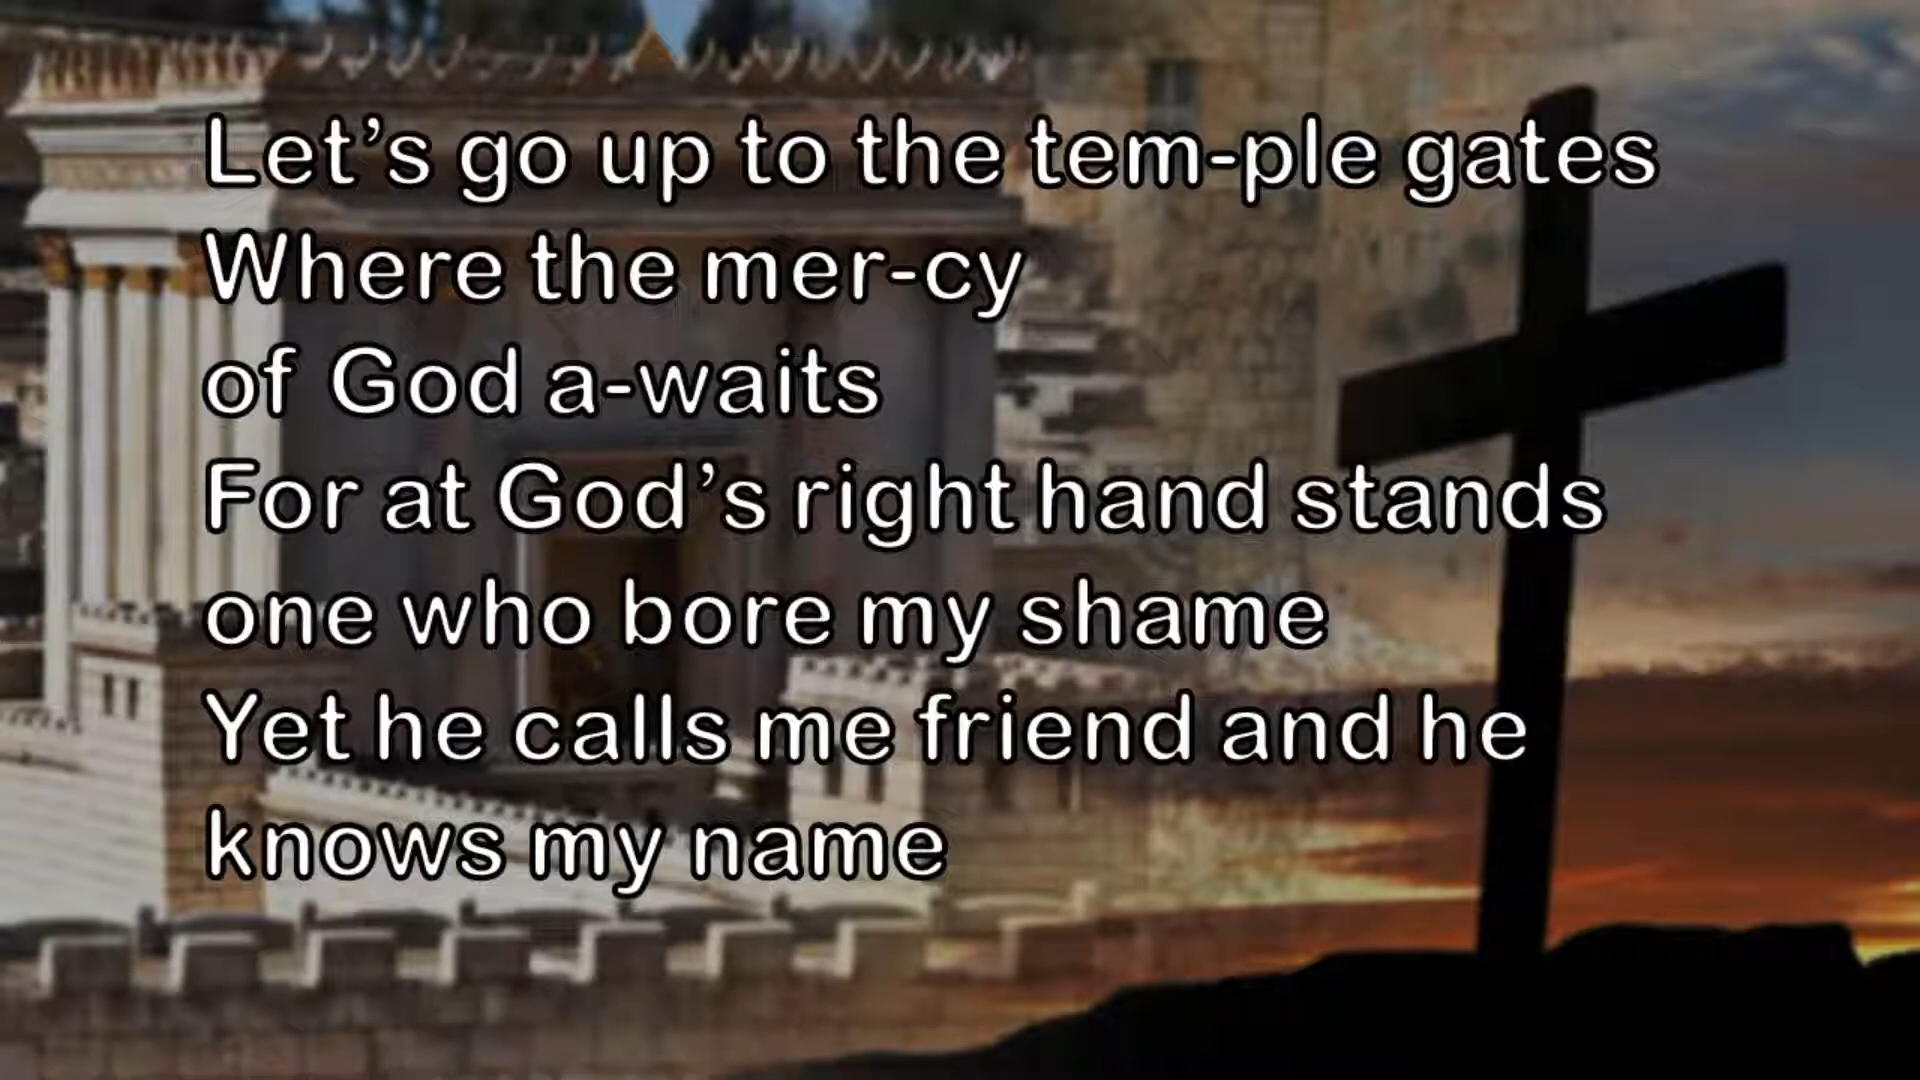 Let’s go up to the tem-ple gates
Where the mer-cy
of God a-waits
For at God’s right hand stands
one who bore my shame
Yet he calls me friend and he
knows my name